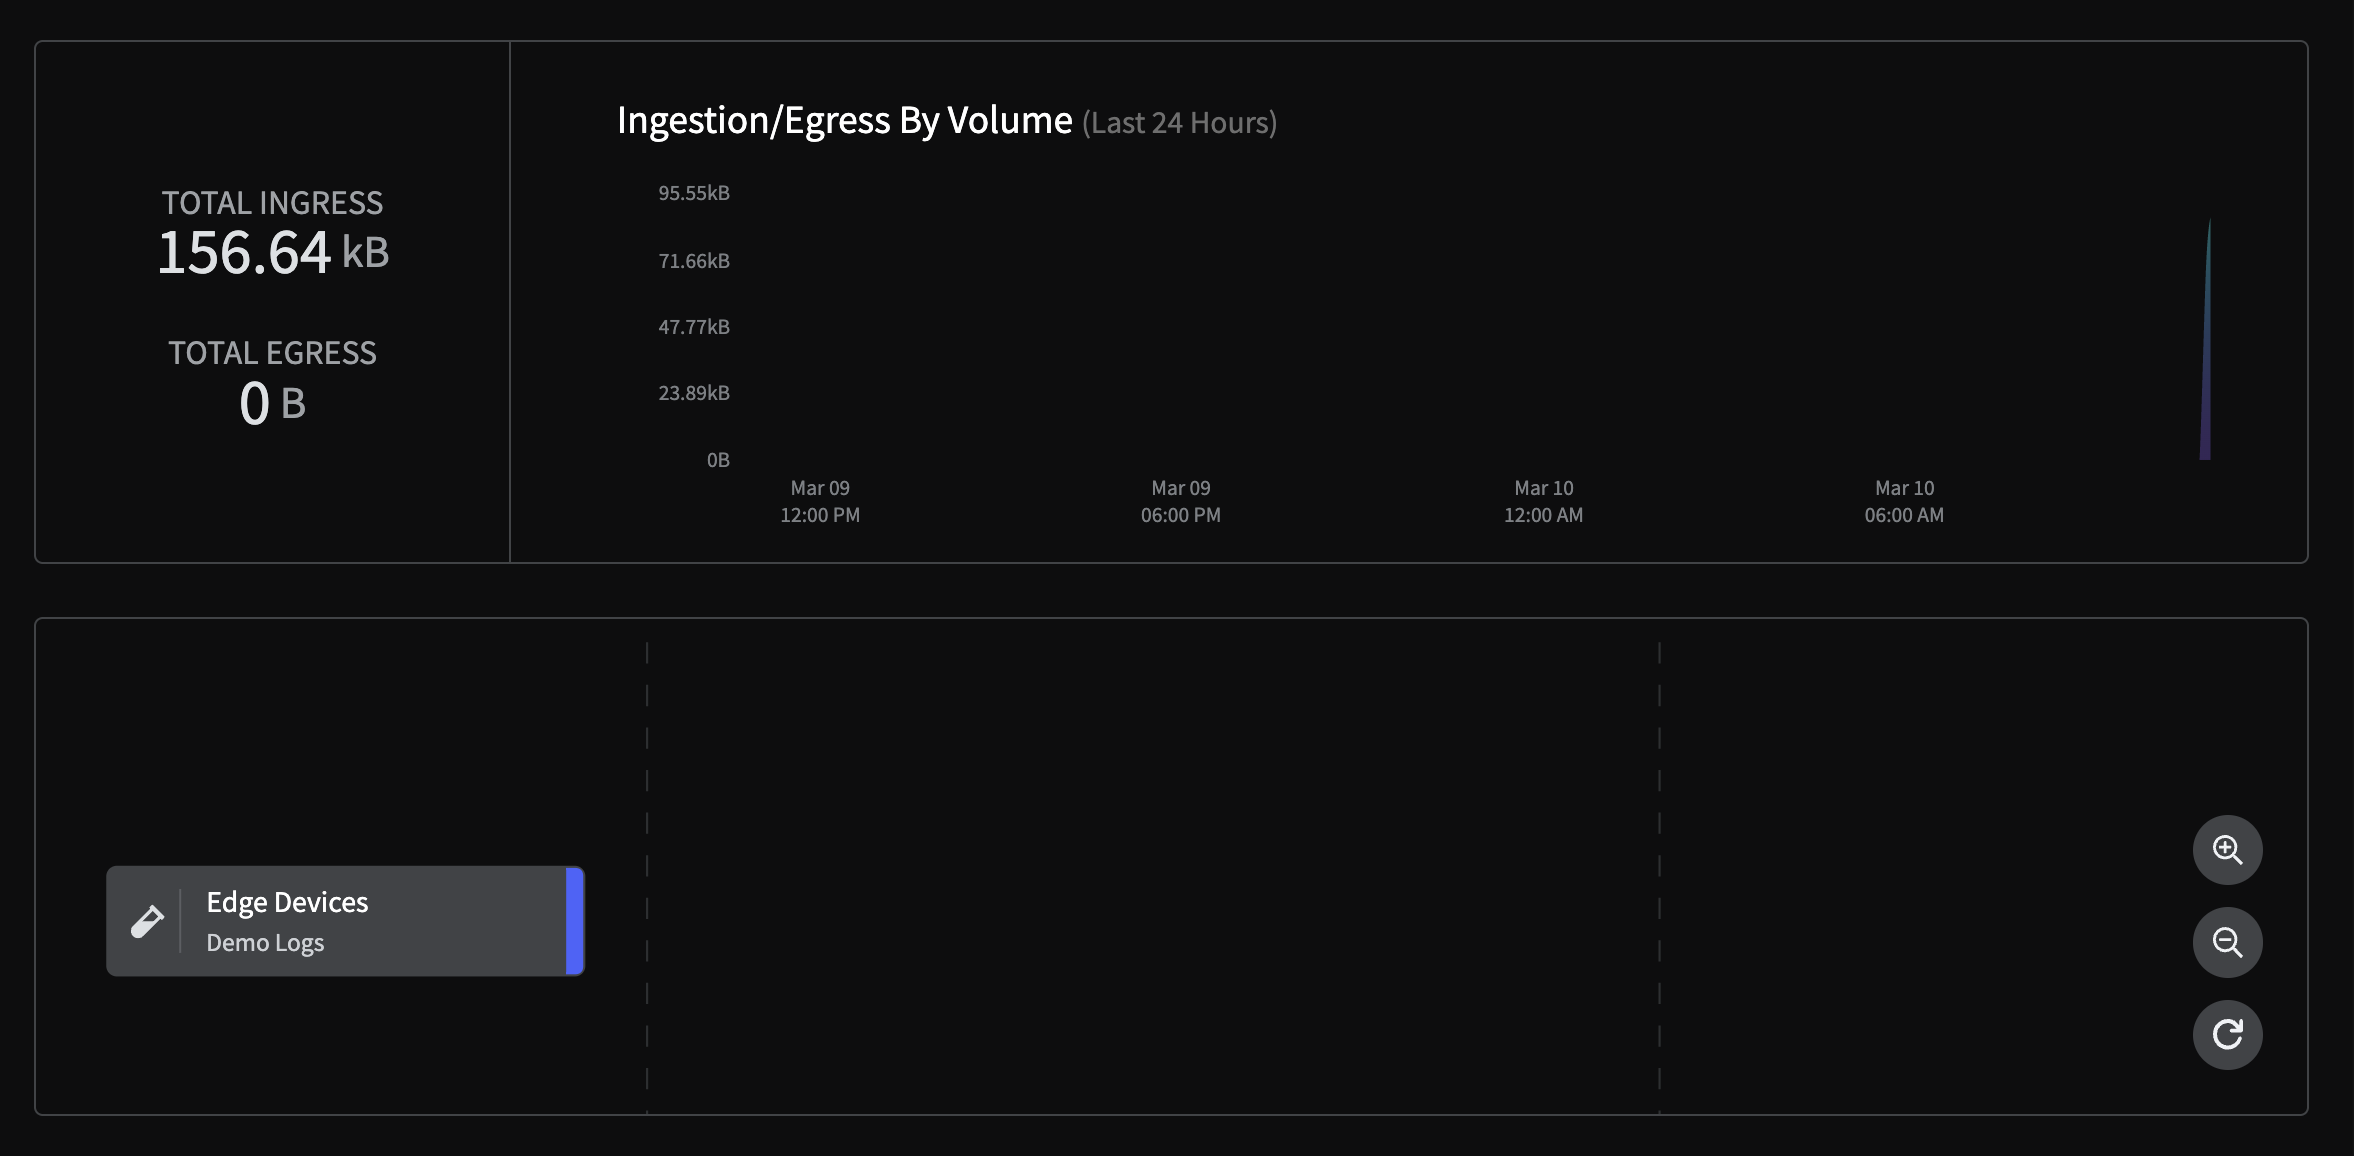 TOTAL INGRESS
156.64 kB
TOTAL EGRESS
0 B
Ingestion/Egress By Volume (Last 24 Hours)
95.55kB
71.66kB
47.77kB
23.89kB
0B
Mar 09
12:00 PM
Mar 09
06:00 PM
Mar 10
12:00 AM
Mar 10
06:00 AM
Edge Devices
Demo Logs